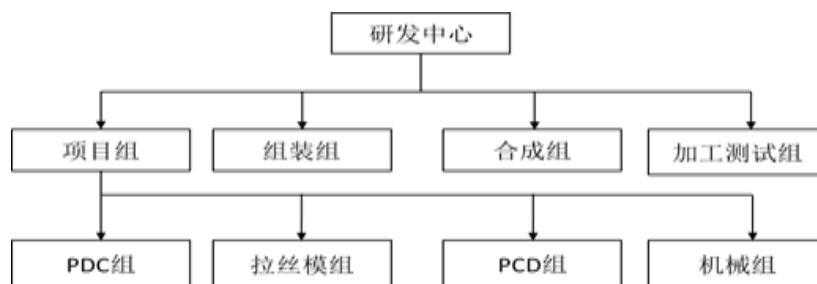 研发中心
项目组
组装组
合成组
加工测试组
PDC组
拉丝模组
PCD组
机械组